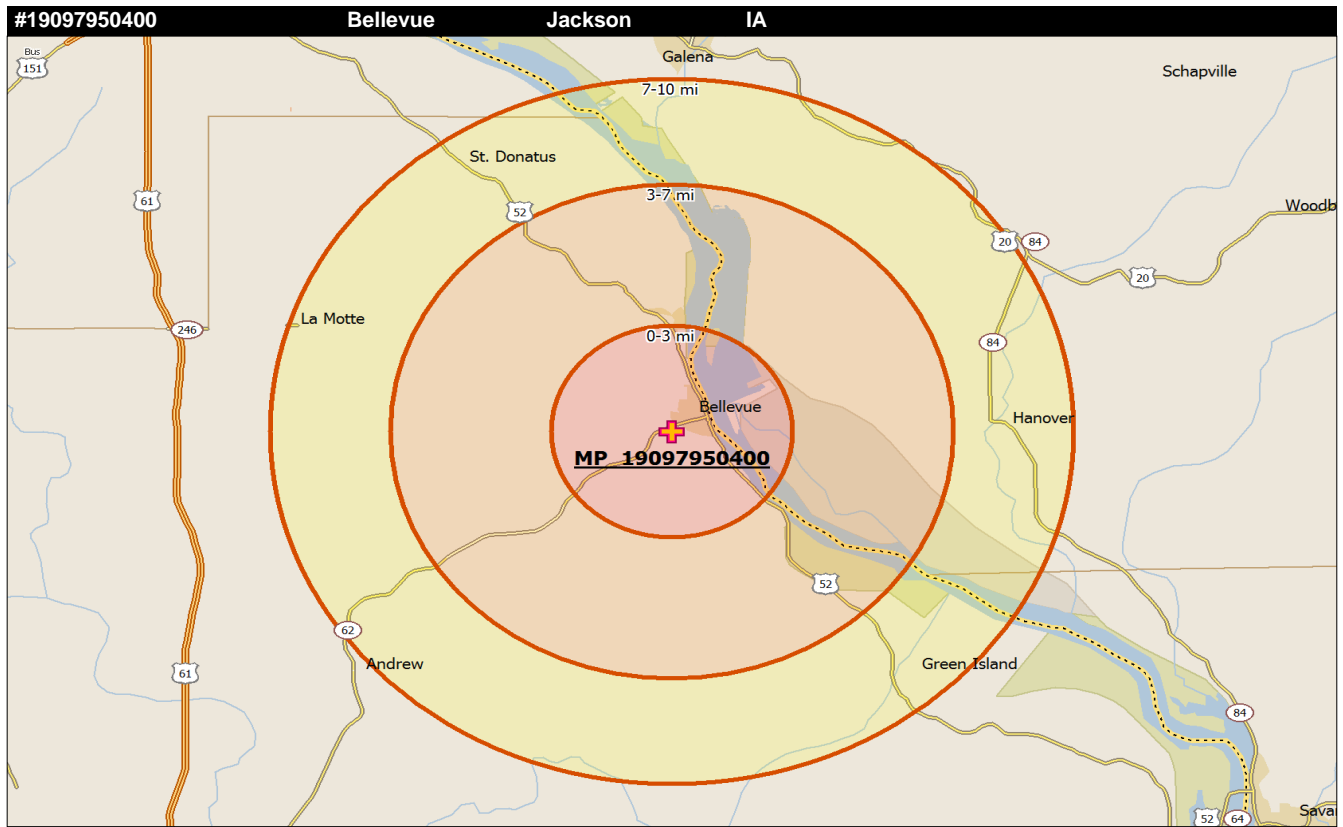 #19097950400 Bellevue Jackson IA
Galena
Bus
151
Schapville
7-10 mi
St. Donatus
3-7 mi
61
52
Woodb
20
84
20
La Motte
246
0-3 mi
84
Bellevue
Hanover
MP 19097950400
52
62
Andrew
Green Island
61
84
52
64
Sava